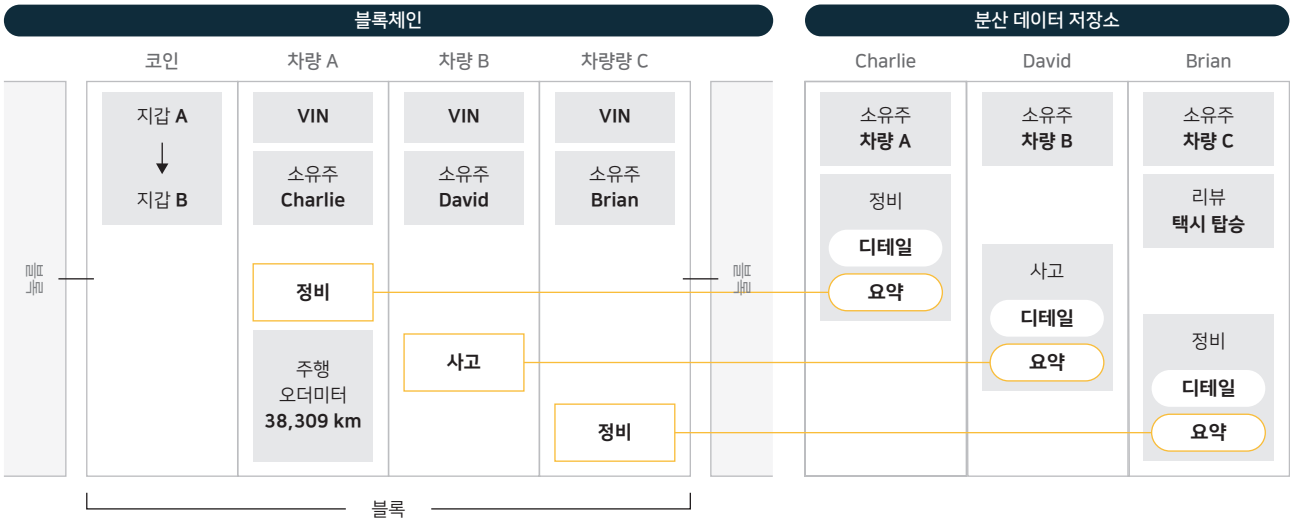 블록체인
분산 데이터 저장소
코인
차량 A
차량 B
차량량 C
Charlie
David
Brian
블록
지갑 A
지갑 B
VIN
소유주
Charlie
정비
주행
오더미터
38,309 km
VIN
소유주
David
사고
VIN
소유주
Brian
정비
블록
블록
소유주
차량 A
정비
디테일
요약
소유주
차량 B
사고
디테일
요약
소유주
차량 C
리뷰
택시 탑승
정비
디테일
요약